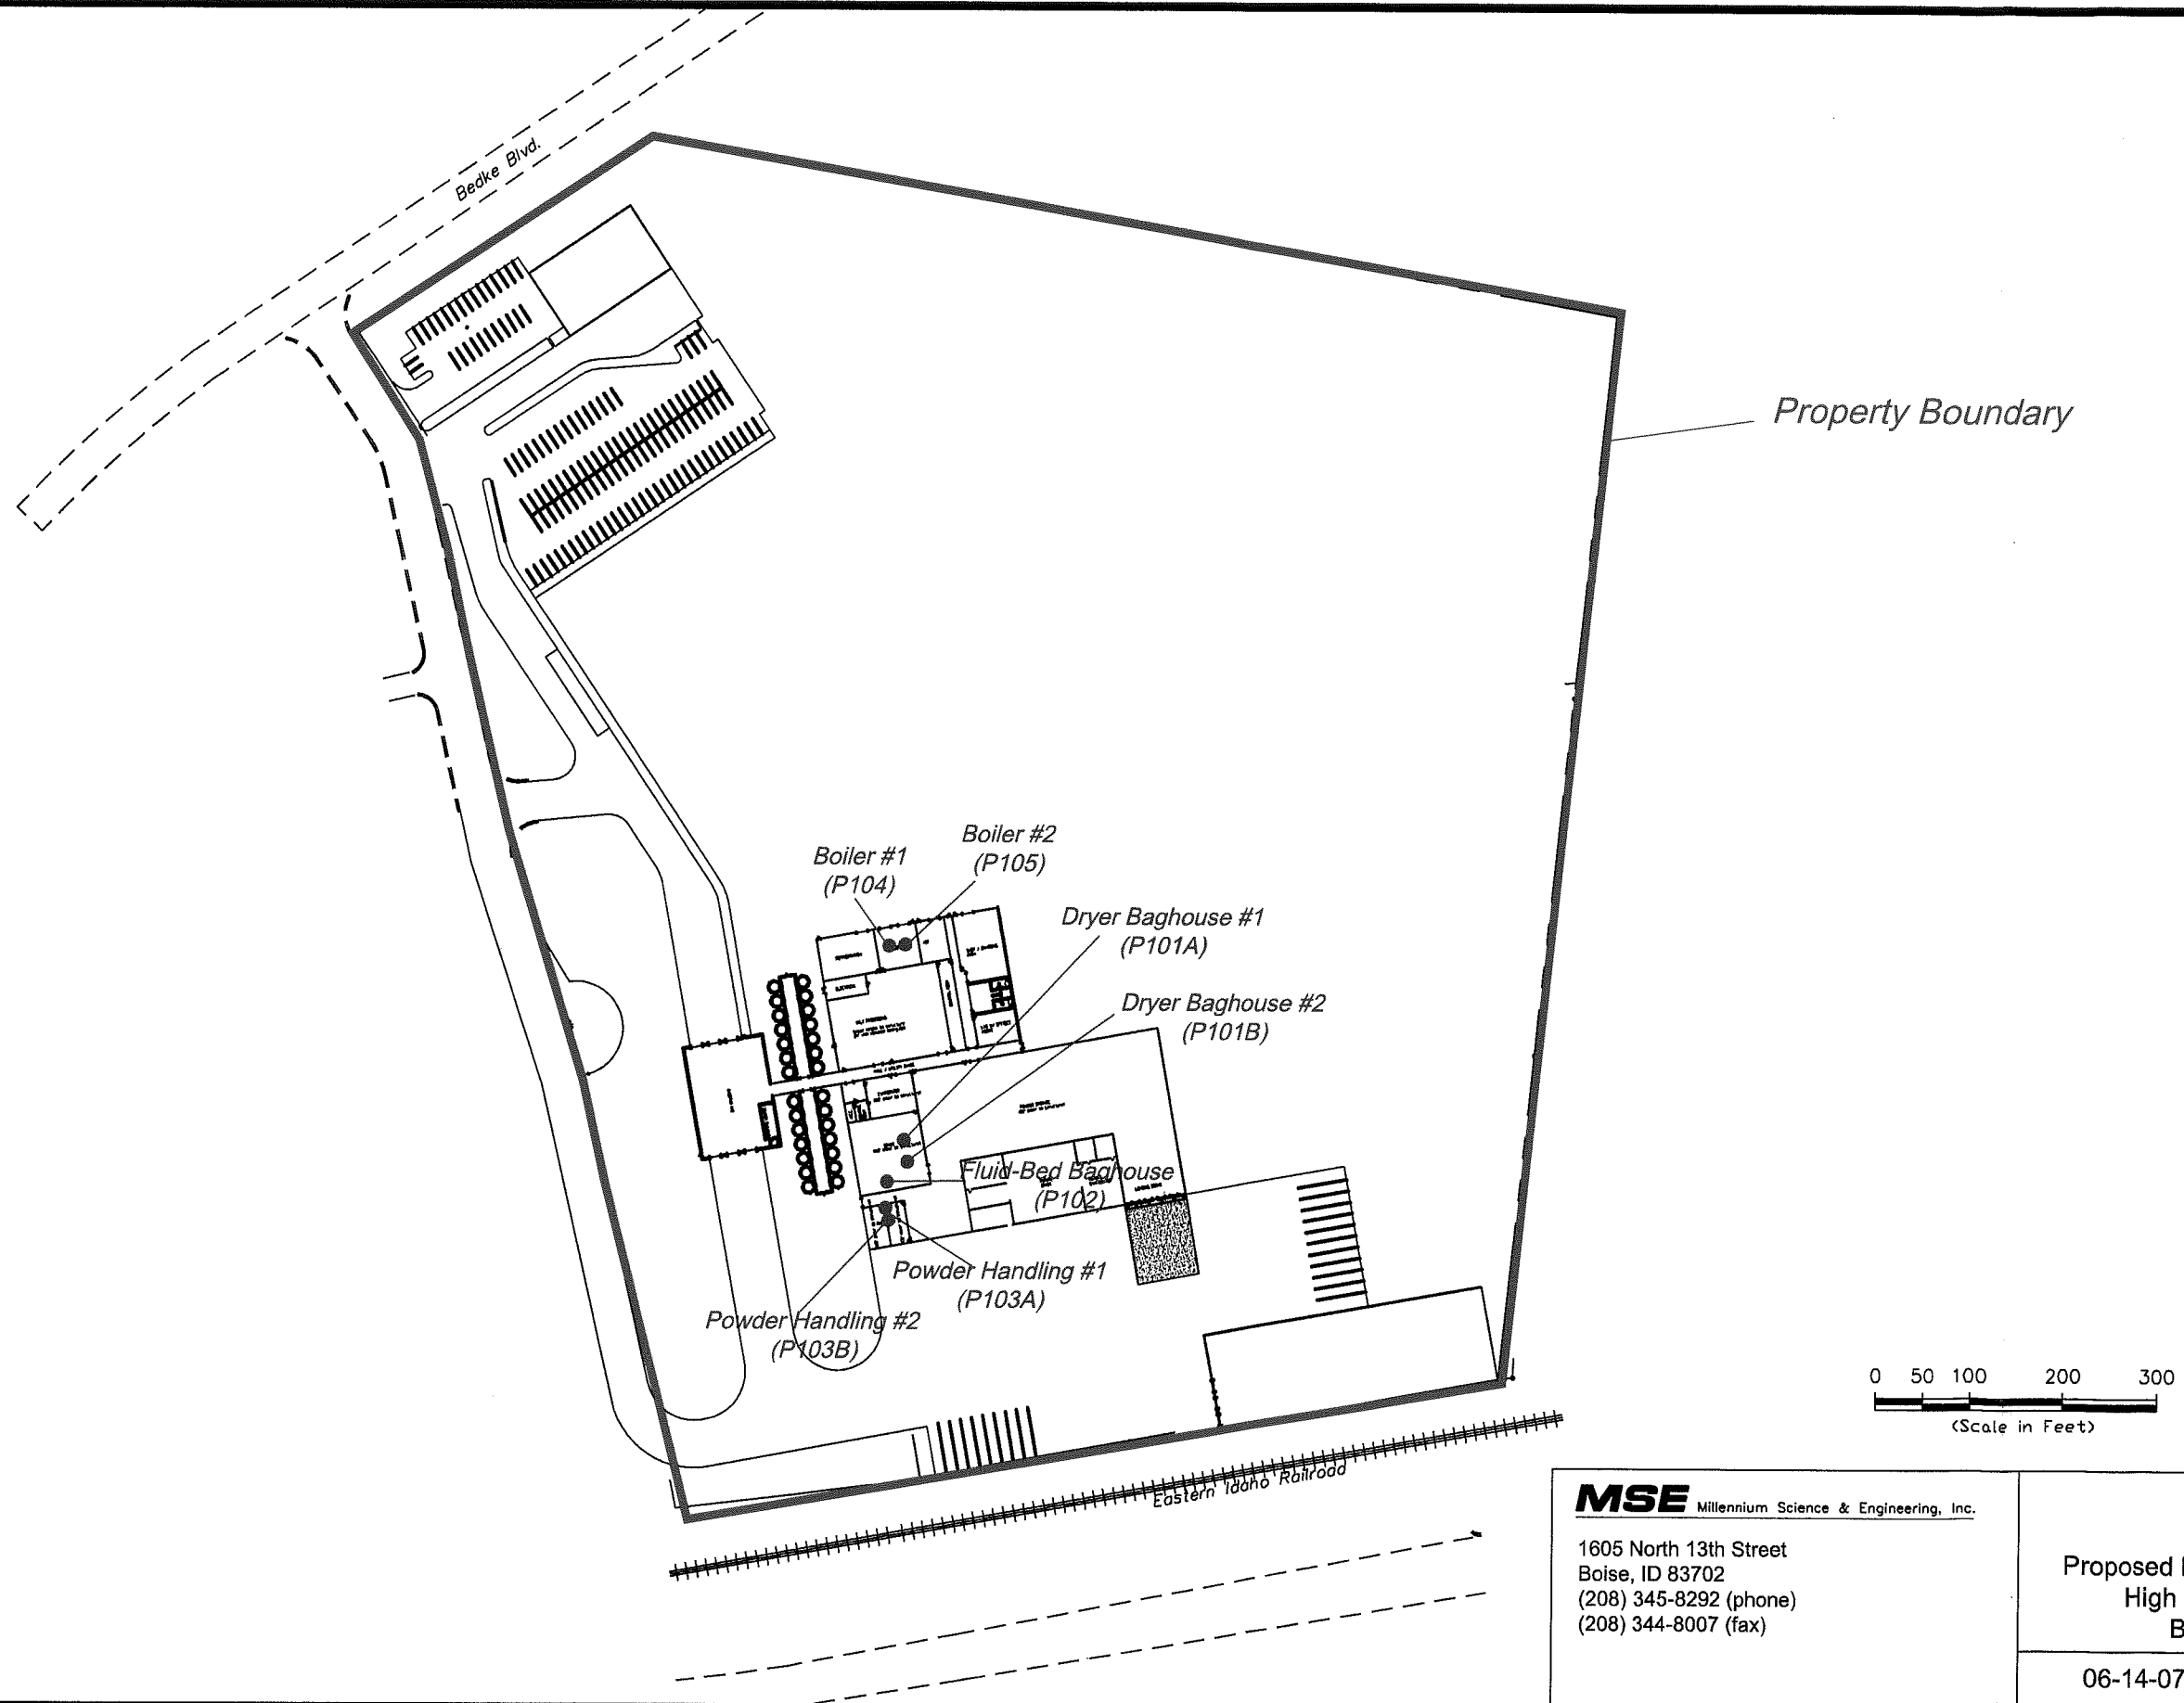 Bedke Blvd.
Property Boundary
Boiler #1
(P104)
Boiler #2
(P105)
Dryer Baghouse #1
(P101A)
Dryer Baghouse #2
(P101B)
Fluid-Bed Baghouse
(P102)
Powder Handling #1
(P103A)
Powder Handling #2
(P103B)
0 50 100 200 300
(Scale in Feet)
Eastern Idaho Railroad
MSE Millennium Science & Engineering, Inc.
1605 North 13th Street
Boise, ID 83702
(208) 345-8292 (phone)
(208) 344-8007 (fax)
Proposed
High
B
06-14-07